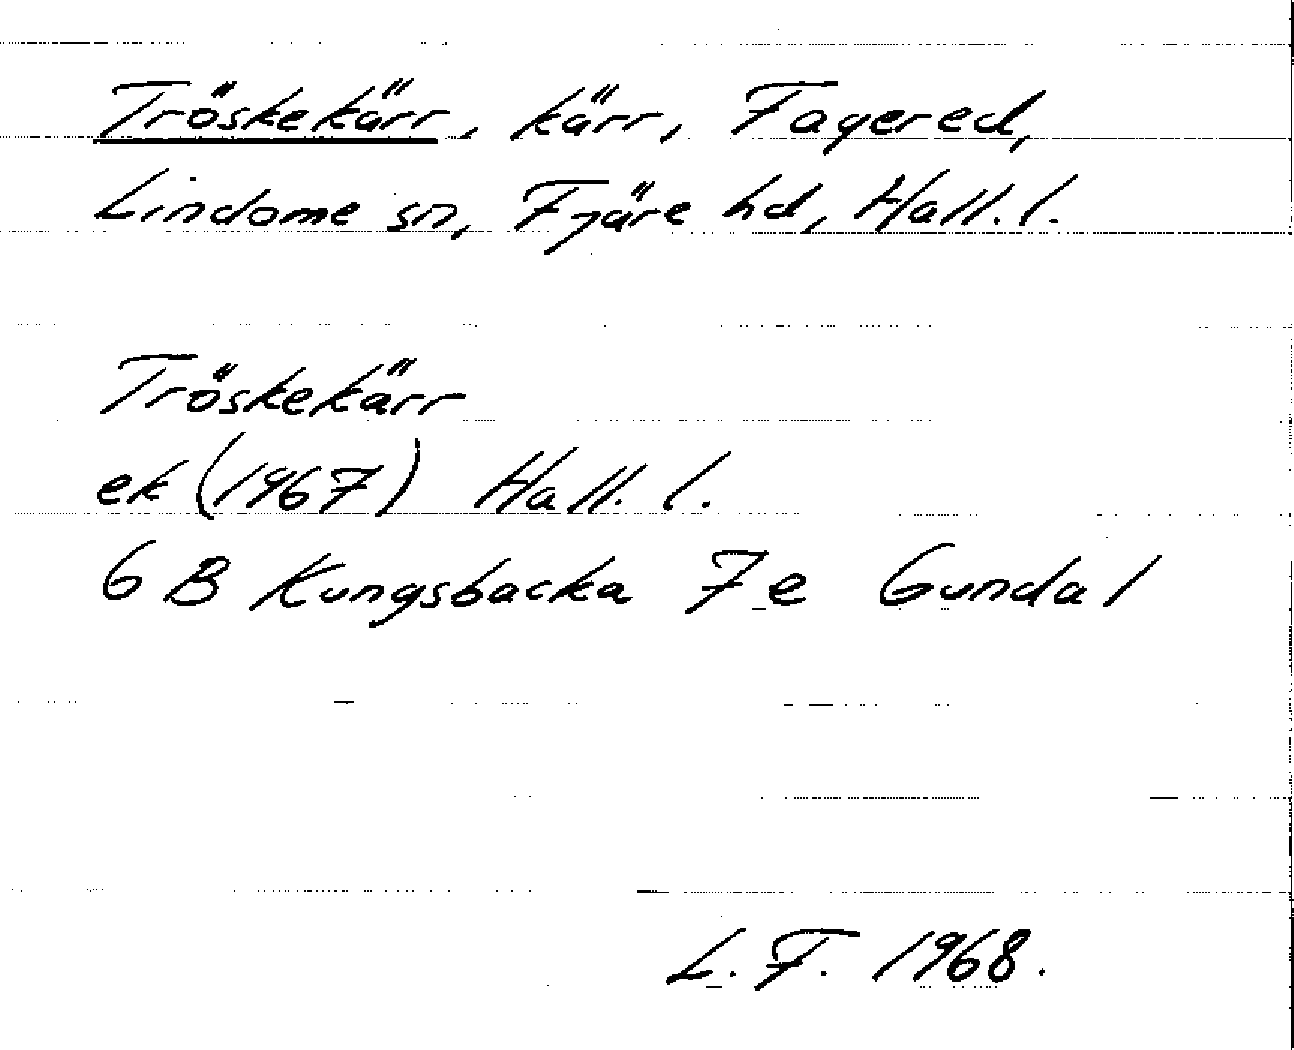 Tröskekärr, kärr, Fagered,
Lindome sn, Fjäre hd, Hall. l.
Tröskekärr
ek (1967) Hall. l.
6 B Kungsbacka 7 e Gundal
L. F. 1968.